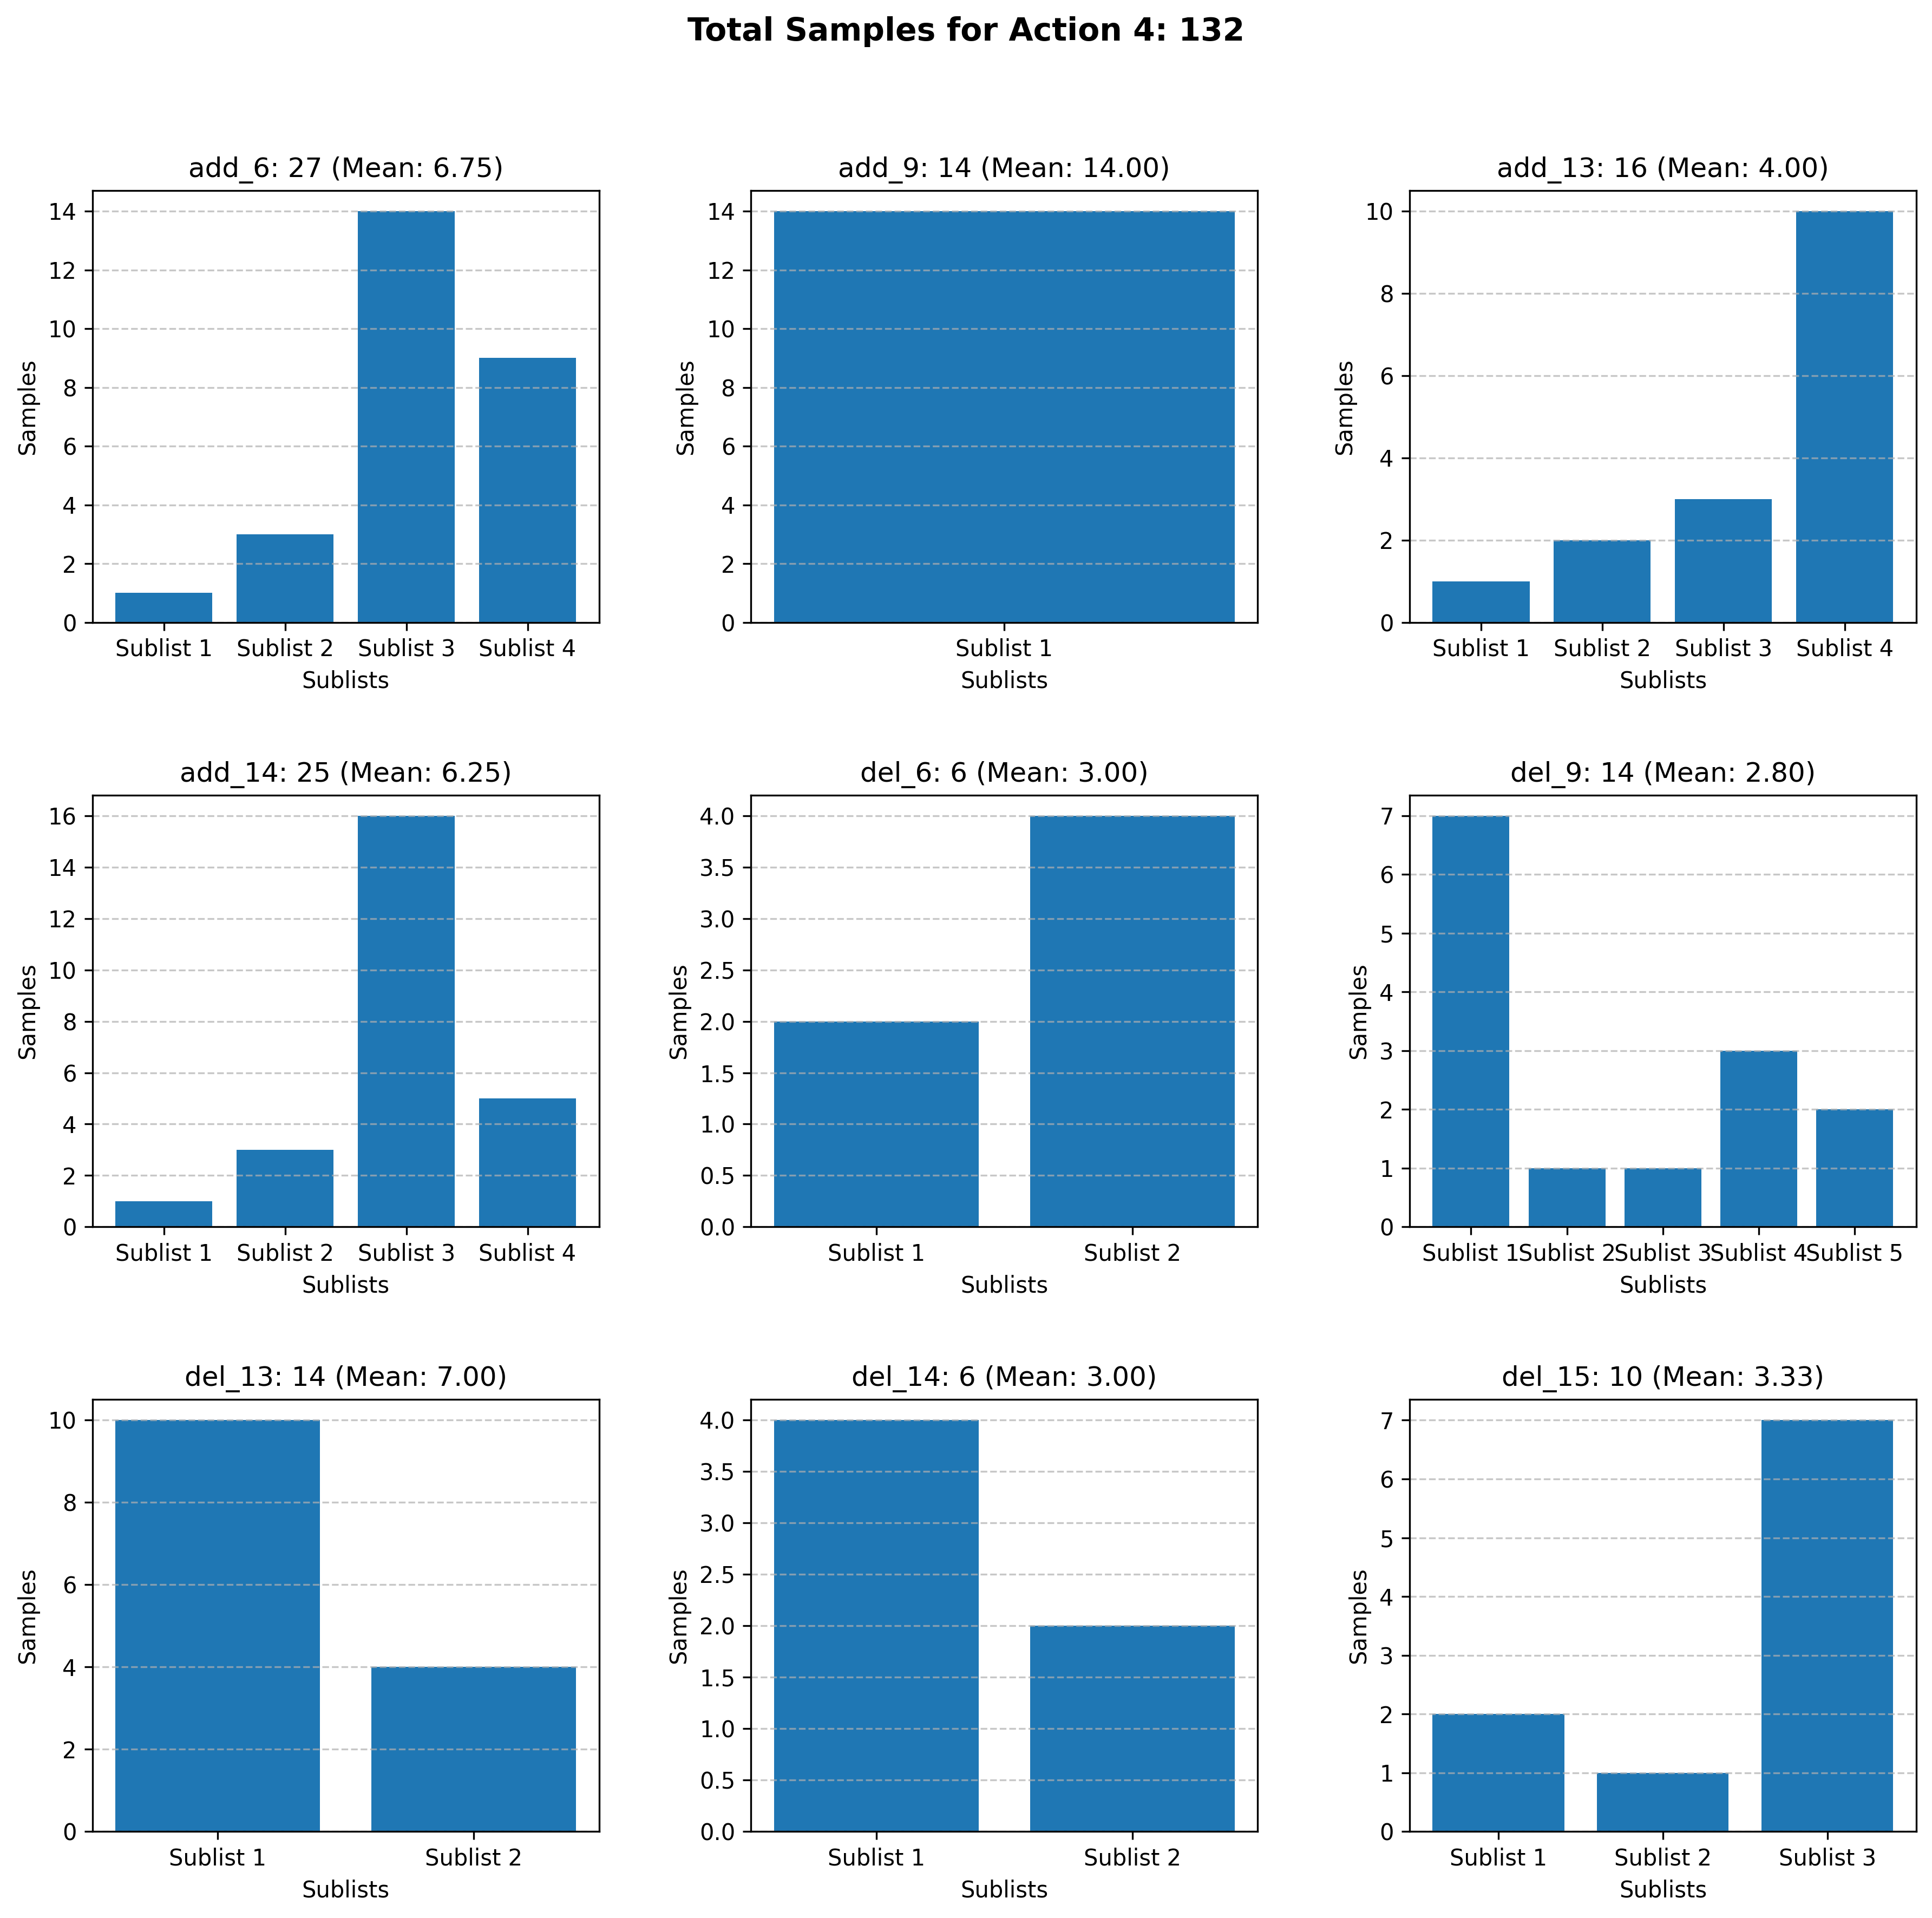 Total Samples for Action 4: 132
add_6: 27 (Mean: 6.75)
Samples
14
12
10
8
6
4
2
0
Sublist 1 Sublist 2 Sublist 3 Sublist 4
Sublists
add_9: 14 (Mean: 14.00)
Samples
14
12
10
8
6
4
2
0
Sublist 1
Sublists
add_13: 16 (Mean: 4.00)
Samples
10
8
6
4
2
0
Sublist 1 Sublist 2 Sublist 3 Sublist 4
Sublists
add_14: 25 (Mean: 6.25)
Samples
16
14
12
10
8
6
4
2
0
Sublist 1 Sublist 2 Sublist 3 Sublist 4
Sublists
del_6: 6 (Mean: 3.00)
Samples
4.0
3.5
3.0
2.5
2.0
1.5
1.0
0.5
0.0
Sublist 1 Sublist 2
Sublists
del_9: 14 (Mean: 2.80)
Samples
7
6
5
4
3
2
1
0
Sublist 1 Sublist 2 Sublist 3 Sublist 4 Sublist 5
Sublists
del_13: 14 (Mean: 7.00)
Samples
10
8
6
4
2
0
Sublist 1 Sublist 2
Sublists
del_14: 6 (Mean: 3.00)
Samples
4.0
3.5
3.0
2.5
2.0
1.5
1.0
0.5
0.0
Sublist 1 Sublist 2
Sublists
del_15: 10 (Mean: 3.33)
Samples
7
6
5
4
3
2
1
0
Sublist 1 Sublist 2 Sublist 3
Sublists